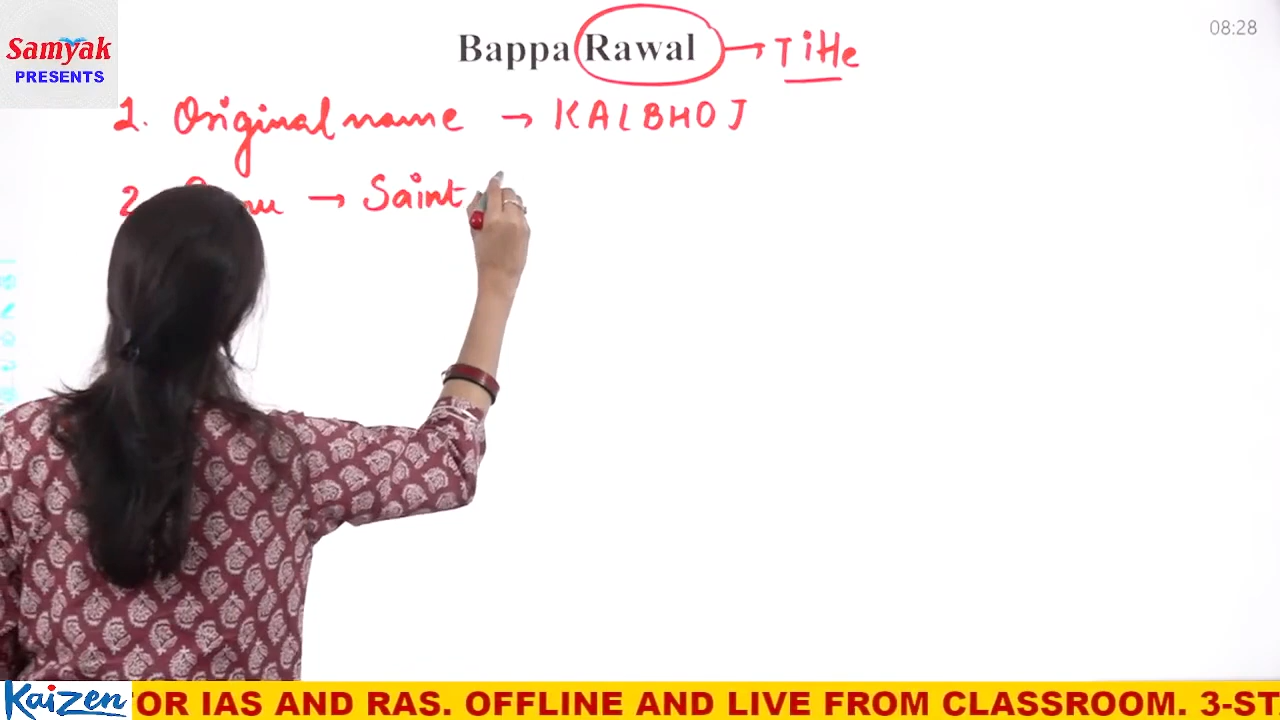 Samyak
PRESENTS
08:28
Bappa Rawal → Title
1. Original name → KALBHOJ
2. → Saint
Kaizen
OR IAS AND RAS. OFFLINE AND LIVE FROM CLASSROOM. 3-ST